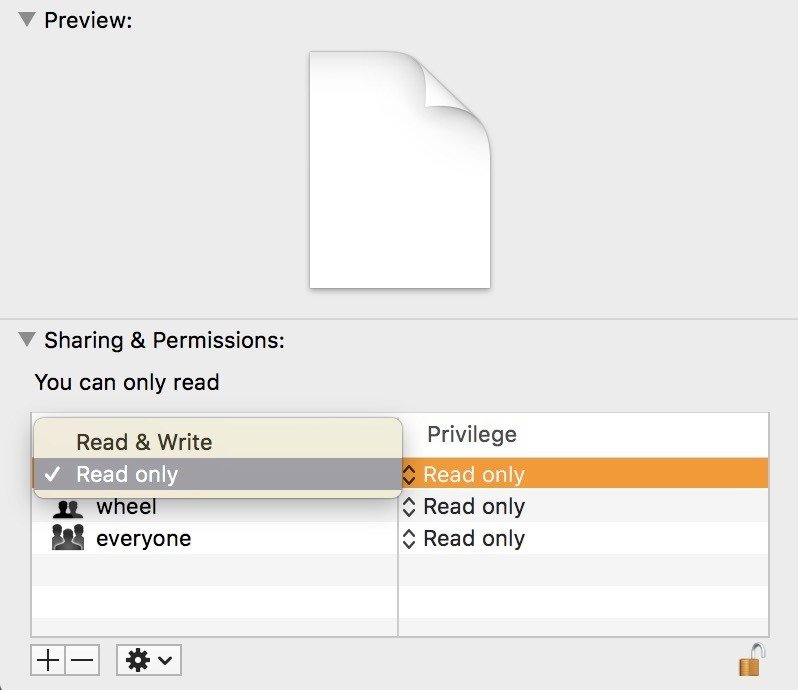 Preview:
Sharing & Permissions:
You can only read
Privilege
Read & Write
✓ Read only
Read only
wheel
Read only
everyone
Read only